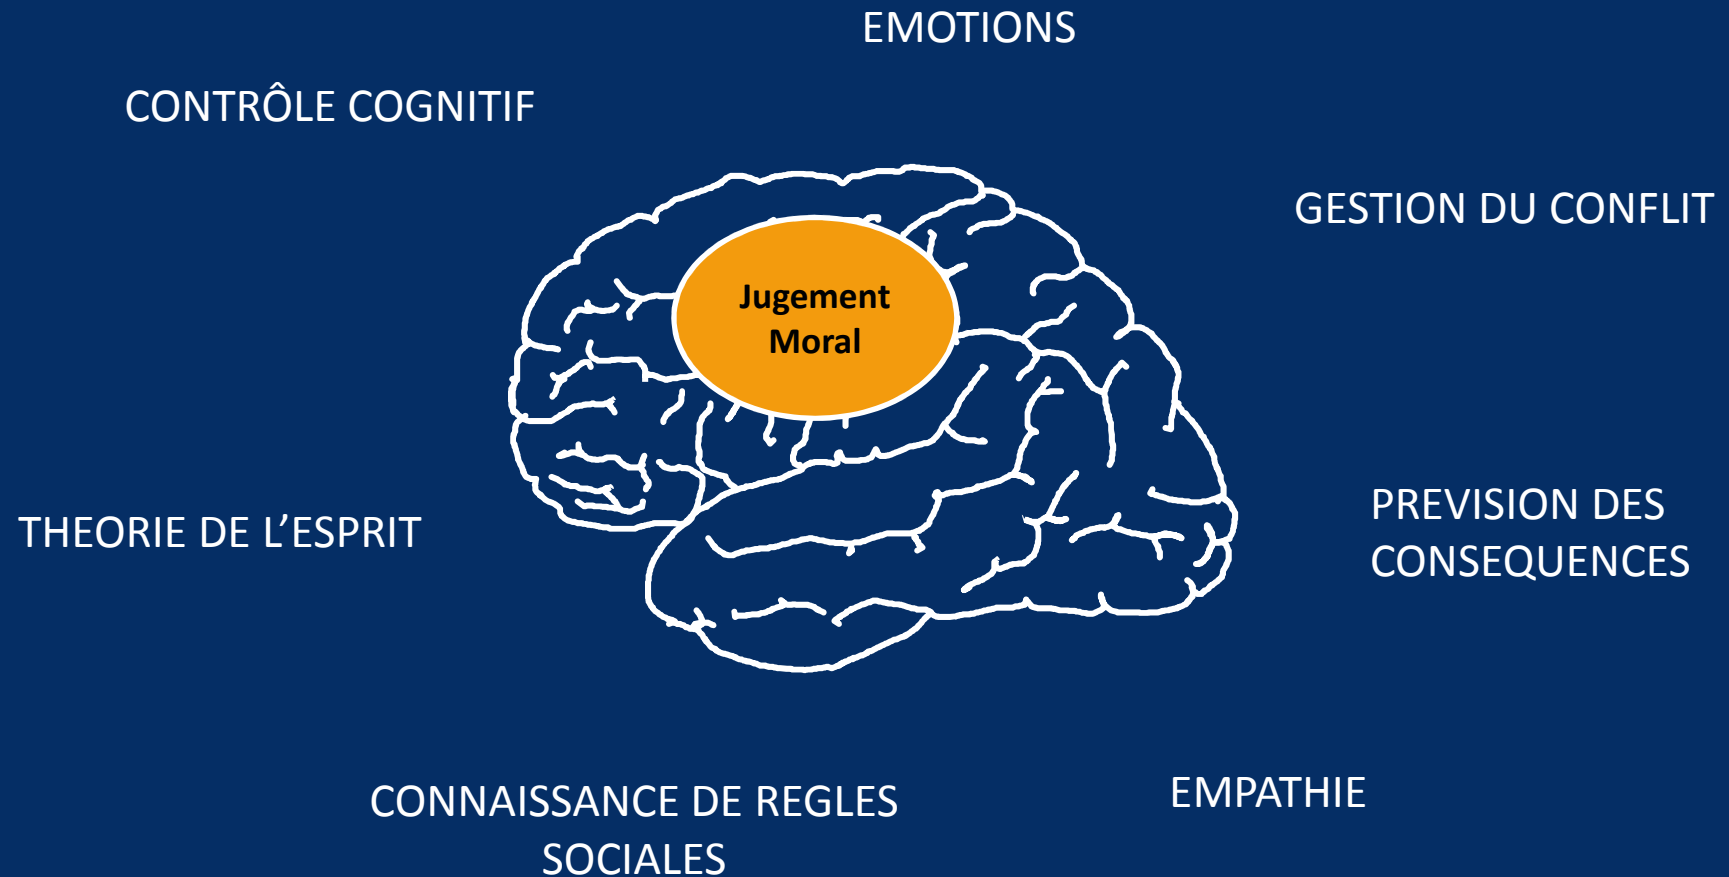 EMOTIONS
CONTRÔLE COGNITIF
GESTION DU CONFLIT
Jugement
Moral
THEORIE DE L’ESPRIT
PREVISION DES
CONSEQUENCES
CONNAISSANCE DE REGLES
SOCIALES
EMPATHIE